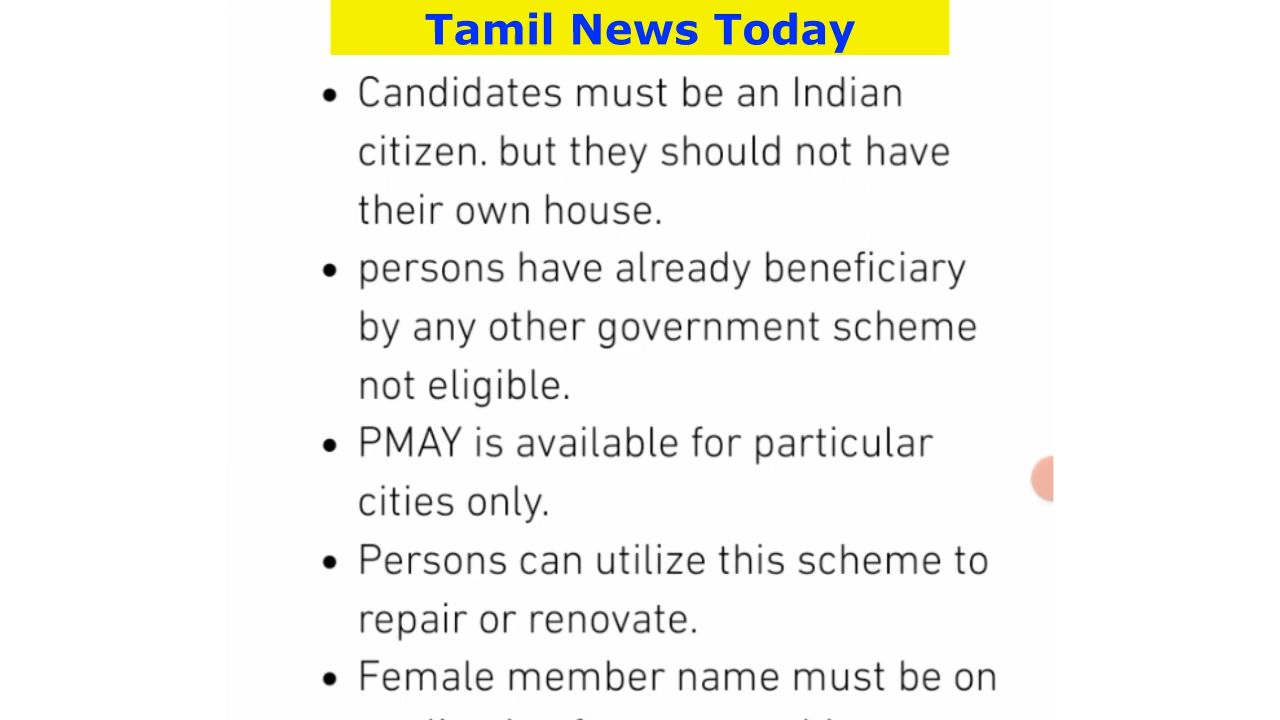 Tamil News Today
• Candidates must be an Indian
citizen. but they should not have
their own house.
• persons have already beneficiary
by any other government scheme
not eligible.
• PMAY is available for particular
cities only.
• Persons can utilize this scheme to
repair or renovate.
• Female member name must be on